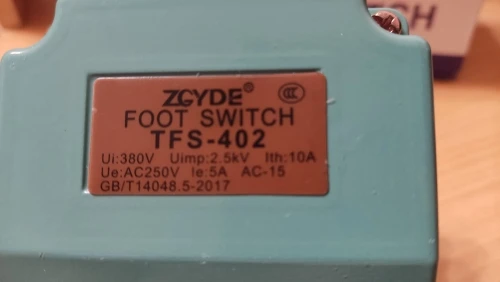 ZGYDE®
FOOT SWITCH
TFS-402
Ui:380V Uimp:2.5kV Ith:10A
Ue:AC250V Ie:5A AC-15
GB/T14048.5-2017